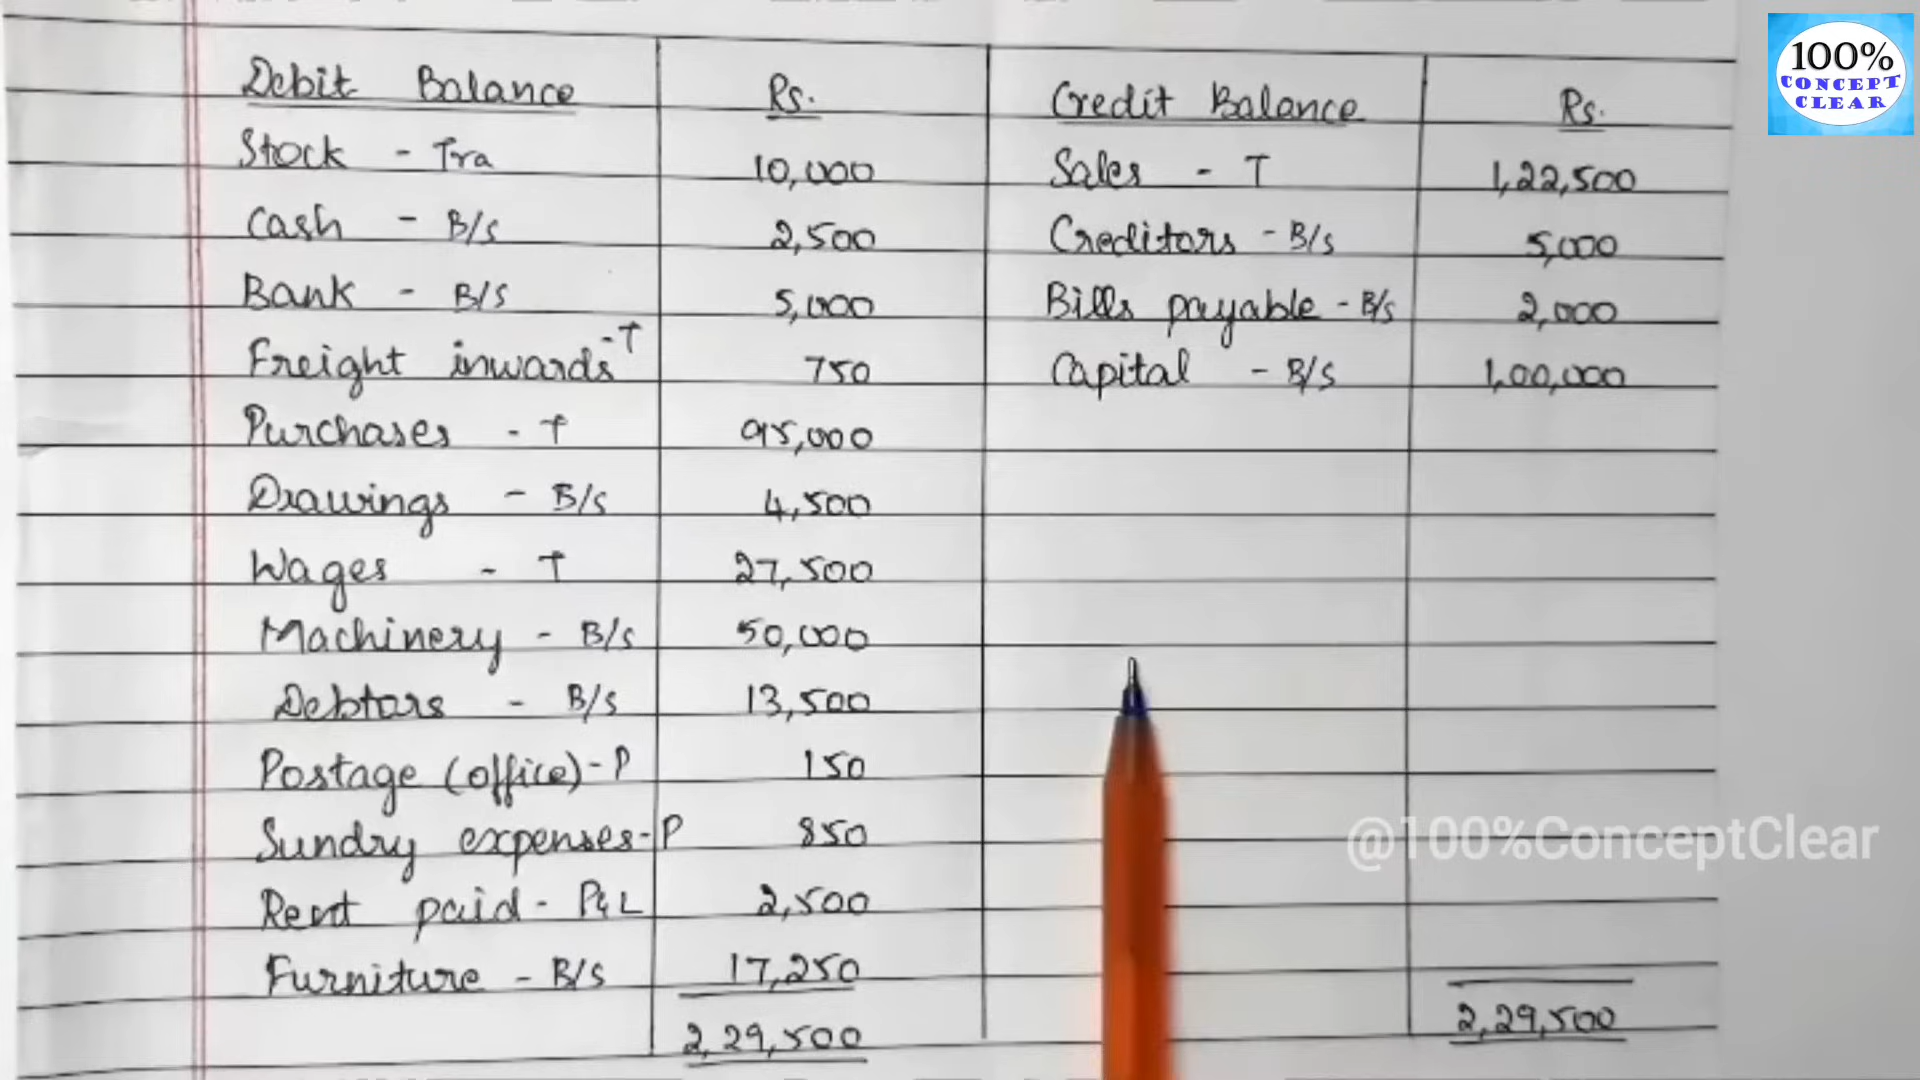 100%
CONCEPT
CLEAR
Debit Balance Rs. Credit Balance Rs.
Stock - Tra 10,000 Sales - T 1,22,500
Cash - B/S 2,500 Creditors - B/S 5,000
Bank - B/S 5,000 Bills payable - B/S 2,000
Freight inwards - T 750 Capital - B/S 1,00,000
Purchases - T 95,000
Drawings - B/S 4,500
Wages - T 27,500
Machinery - B/S 50,000
Debtors - B/S 13,500
Postage (office) - P 150
Sundry expenses - P 850
Rent paid - P&L 2,500
Furniture - B/S 17,250
2,29,500 2,29,500
@100%ConceptClear